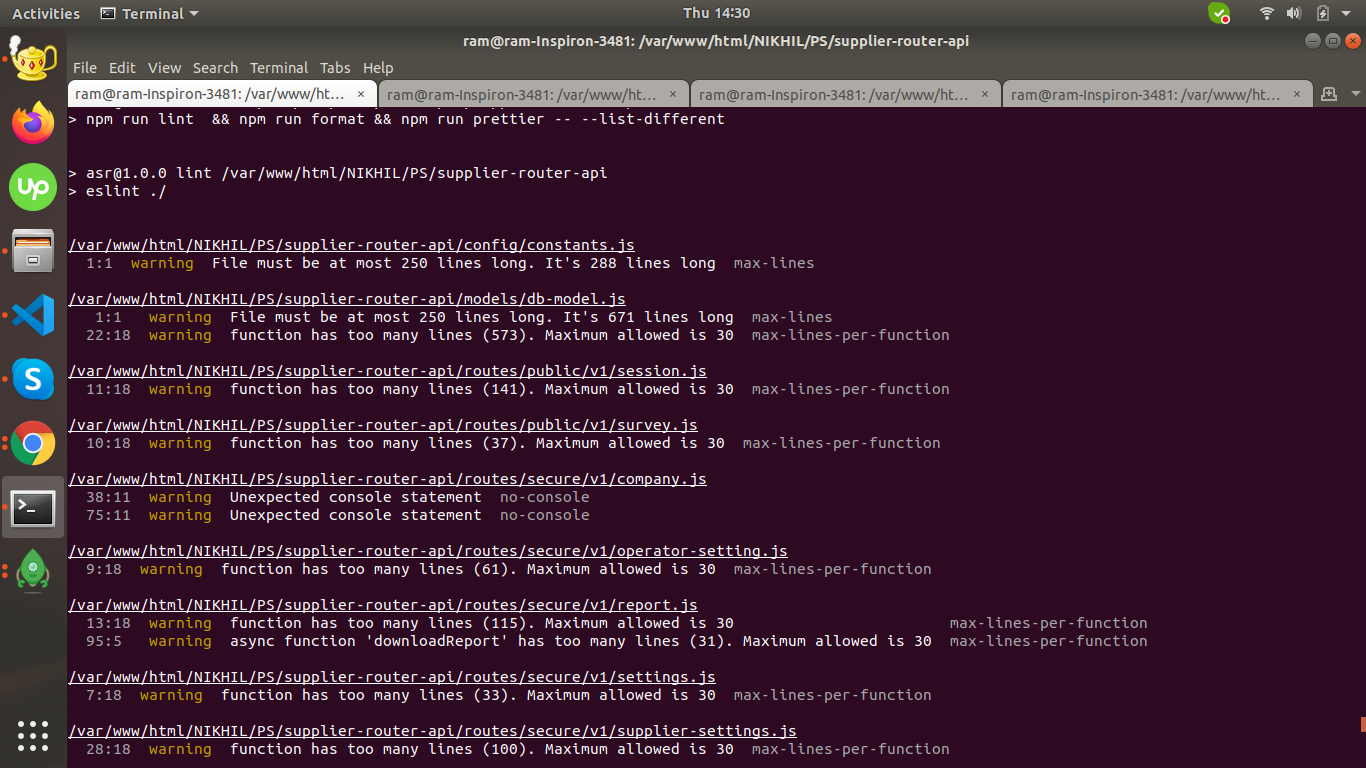 Activities Terminal Thu 14:30
ram@ram-Inspiron-3481: /var/www/html/NIKHIL/PS/supplier-router-api
File Edit View Search Terminal Tabs Help
ram@ram-Inspiron-3481: /var/www/ht... × ram@ram-Inspiron-3481: /var/www/ht... × ram@ram-Inspiron-3481: /var/www/ht... × ram@ram-Inspiron-3481: /var/www/ht... ×
> npm run lint  && npm run format && npm run prettier -- --list-different
> asr@1.0.0 lint /var/www/html/NIKHIL/PS/supplier-router-api
> eslint ./
/var/www/html/NIKHIL/PS/supplier-router-api/config/constants.js
1:1  warning  File must be at most 250 lines long. It's 288 lines long  max-lines
/var/www/html/NIKHIL/PS/supplier-router-api/models/db-model.js
1:1   warning  File must be at most 250 lines long. It's 671 lines long  max-lines
22:18  warning  function has too many lines (573). Maximum allowed is 30  max-lines-per-function
/var/www/html/NIKHIL/PS/supplier-router-api/routes/public/v1/session.js
11:18  warning  function has too many lines (141). Maximum allowed is 30  max-lines-per-function
/var/www/html/NIKHIL/PS/supplier-router-api/routes/public/v1/survey.js
10:18  warning  function has too many lines (37). Maximum allowed is 30  max-lines-per-function
/var/www/html/NIKHIL/PS/supplier-router-api/routes/secure/v1/company.js
38:11  warning  Unexpected console statement  no-console
75:11  warning  Unexpected console statement  no-console
/var/www/html/NIKHIL/PS/supplier-router-api/routes/secure/v1/operator-setting.js
9:18  warning  function has too many lines (61). Maximum allowed is 30  max-lines-per-function
/var/www/html/NIKHIL/PS/supplier-router-api/routes/secure/v1/report.js
13:18  warning  function has too many lines (115). Maximum allowed is 30  max-lines-per-function
95:5   warning  async function 'downloadReport' has too many lines (31). Maximum allowed is 30  max-lines-per-function
/var/www/html/NIKHIL/PS/supplier-router-api/routes/secure/v1/settings.js
7:18  warning  function has too many lines (33). Maximum allowed is 30  max-lines-per-function
/var/www/html/NIKHIL/PS/supplier-router-api/routes/secure/v1/supplier-settings.js
28:18  warning  function has too many lines (100). Maximum allowed is 30  max-lines-per-function